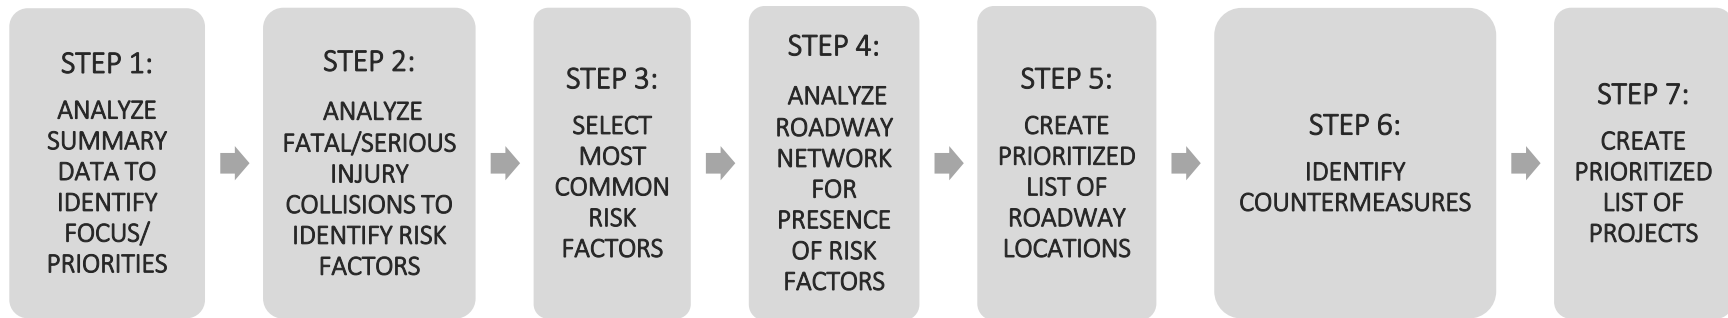 STEP 1:
ANALYZE
SUMMARY
DATA TO
IDENTIFY
FOCUS/
PRIORITIES
STEP 2:
ANALYZE
FATAL/SERIOUS
INJURY
COLLISIONS TO
IDENTIFY RISK
FACTORS
STEP 3:
SELECT
MOST
COMMON
RISK
FACTORS
STEP 4:
ANALYZE
ROADWAY
NETWORK
FOR
PRESENCE
OF RISK
FACTORS
STEP 5:
CREATE
PRIORITIZED
LIST OF
ROADWAY
LOCATIONS
STEP 6:
IDENTIFY
COUNTERMEASURES
STEP 7:
CREATE
PRIORITIZED
LIST OF
PROJECTS